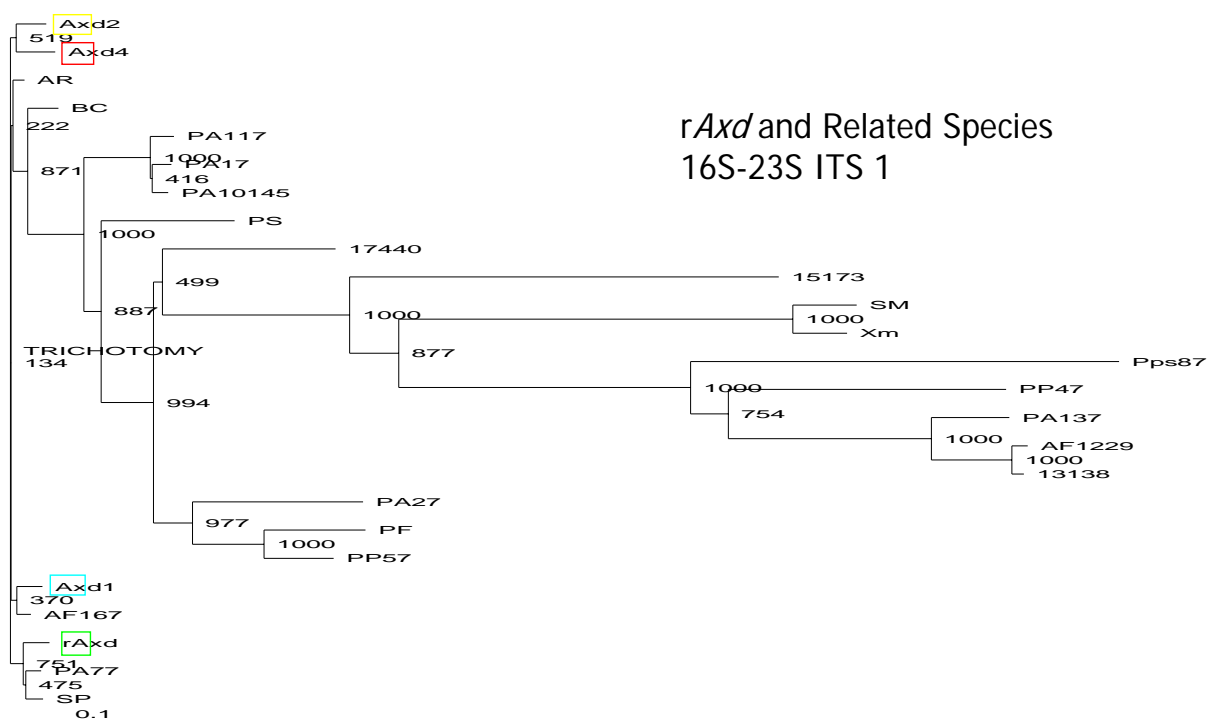 Axd2
519
Axd4
AR
BC
222
rAxd and Related Species
16S-23S ITS 1
PA117
1000
PA17
871
416
PA10145
PS
1000
17440
15173
499
SM
887
1000
1000
Xm
TRICHOTOMY
134
877
Pps87
1000
PP47
994
754
PA137
1000
AF1229
1000
13138
PA27
977
PF
1000
PP57
Axd1
370
AF167
rAxd
751
PA77
475
SP
0.1